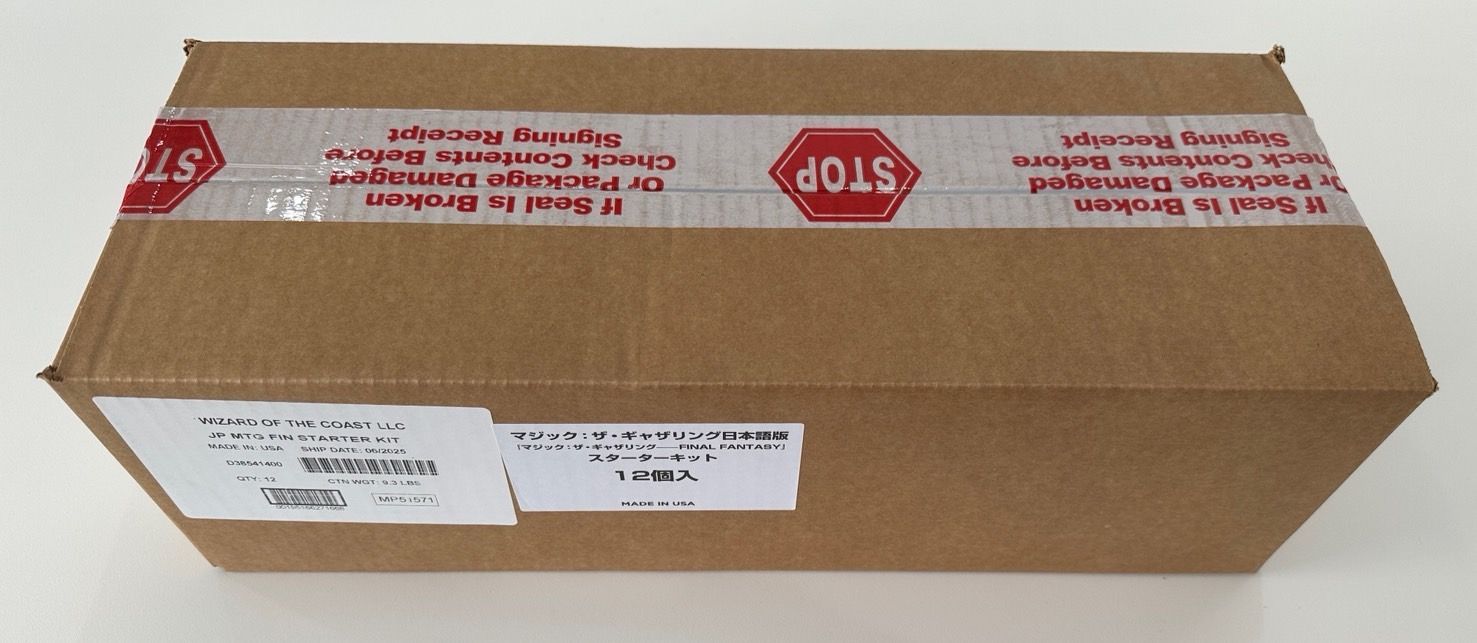 STOP
If Seal Is Broken
Or Package Damaged
Check Contents Before
Signing Receipt
STOP
If Seal Is Broken
Or Package Damaged
Check Contents Before
Signing Receipt
WIZARD OF THE COAST LLC
JP MTG FIN STARTER KIT
MADE IN: USA SHIP DATE: 06/2025
D38541400
QTY: 12 CTN WGT: 9.3 LBS
MP51571
マジック:ザ・ギャザリング日本語版
「マジック:ザ・ギャザリング——FINAL FANTASY」
スターターキット
12個入
MADE IN USA